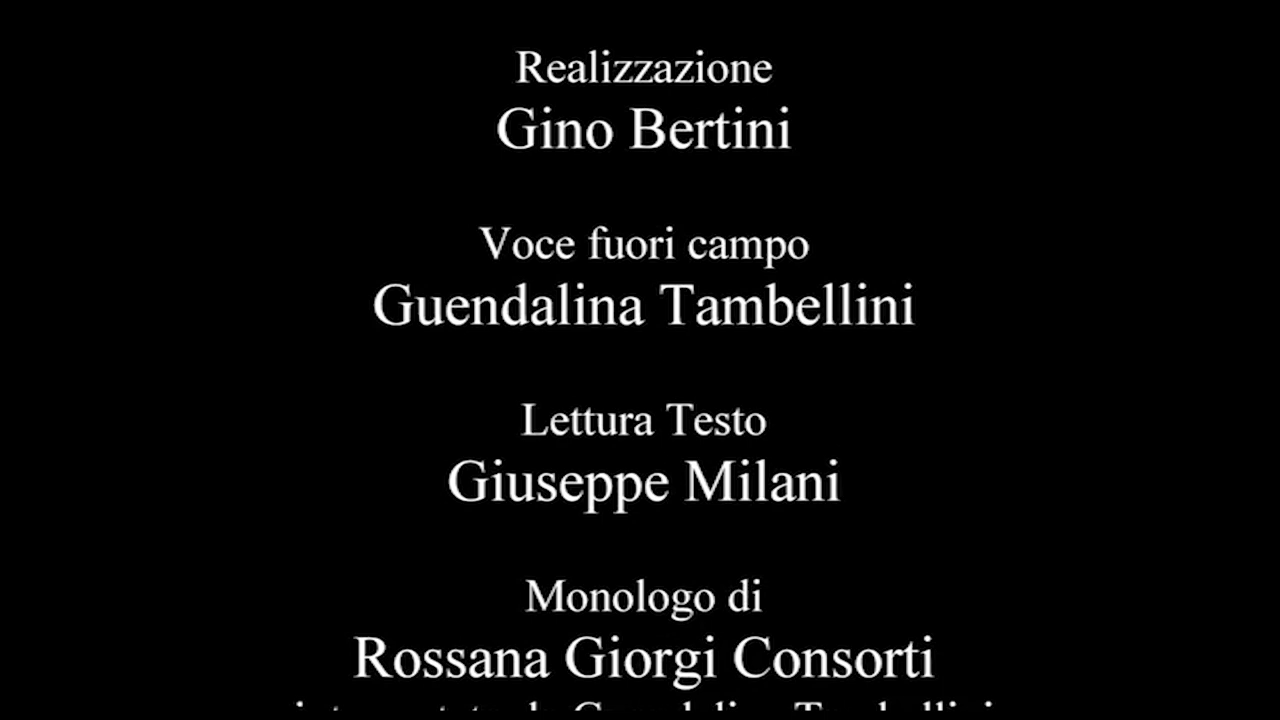 Realizzazione
Gino Bertini
Voce fuori campo
Guendalina Tambellini
Lettura Testo
Giuseppe Milani
Monologo di
Rossana Giorgi Consorti